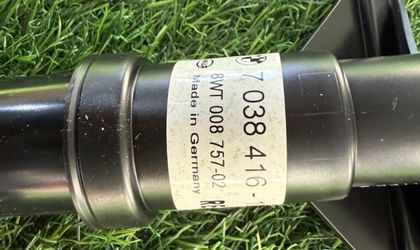 7 038 416 -
8WT 008 757-02
Made in Germany